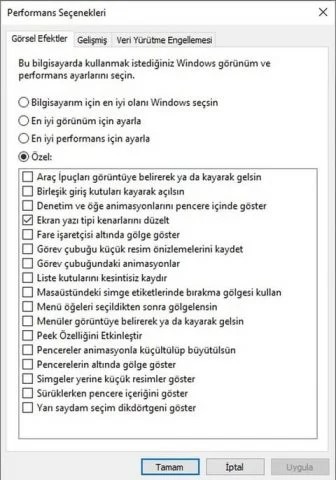 Performans Seçenekleri
Görsel Efektler
Gelişmiş
Veri Yürütme Engellemesi
Bu bilgisayarda kullanmak istediğiniz Windows görünüm ve
performans ayarlarını seçin.
Bilgisayarım için en iyi olanı Windows seçsin
En iyi görünüm için ayarla
En iyi performans için ayarla
Özel:
Araç İpuçları görüntüye belirerek ya da kayarak gelsin
Birleşik giriş kutuları kayarak açılsın
Denetim ve öğe animasyonlarını pencere içinde göster
Ekran yazı tipi kenarlarını düzelt
Fare işaretçisi altında gölge göster
Görev çubuğu küçük resim önizlemelerini kaydet
Görev çubuğundaki animasyonlar
Liste kutularını kesintisiz kaydır
Masaüstündeki simge etiketlerinde bırakma gölgesi kullan
Menü öğeleri seçildikten sonra gölgelensin
Menüler görüntüye belirerek ya da kayarak gelsin
Peek Özelliğini Etkinleştir
Pencereler animasyonla küçültülüp büyütülsün
Pencerelerin altında gölge göster
Simgeler yerine küçük resimler göster
Sürüklerken pencere içeriğini göster
Yarı saydam seçim dikdörtgeni göster
Tamam
İptal
Uygula